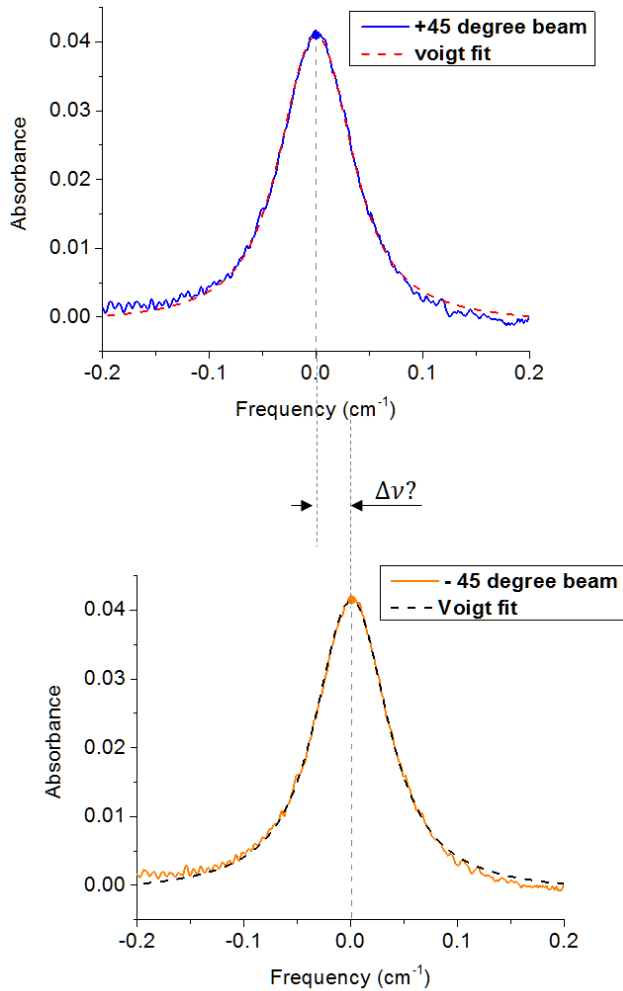 +45 degree beam
voigt fit
0.04
0.03
0.02
0.01
0.00
Absorbance
-0.2 -0.1 0.0 0.1 0.2
Frequency (cm⁻¹)
Δν?
- 45 degree beam
Voigt fit
0.04
0.03
0.02
0.01
0.00
Absorbance
-0.2 -0.1 0.0 0.1 0.2
Frequency (cm⁻¹)